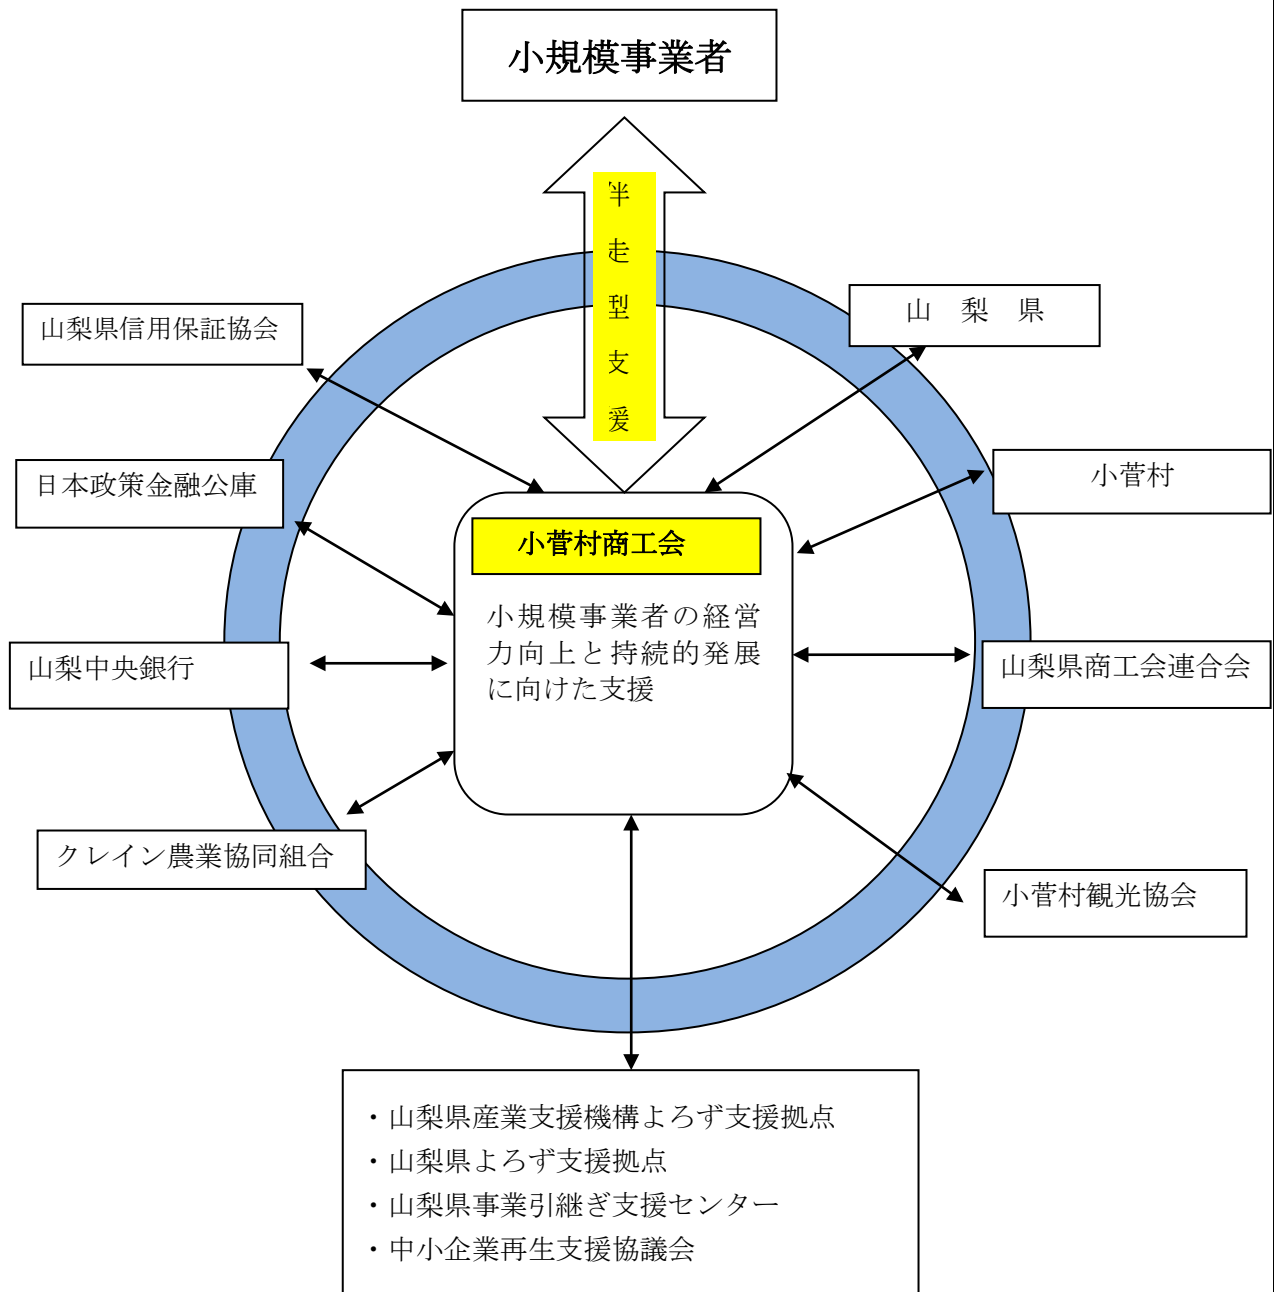 小規模事業者
伴走型支援
山梨県信用保証協会
山 梨 県
日本政策金融公庫
小菅村
小菅村商工会
小規模事業者の経営
力向上と持続的発展
に向けた支援
山梨中央銀行
山梨県商工会連合会
クレイン農業協同組合
小菅村観光協会
・山梨県産業支援機構よろず支援拠点
・山梨県よろず支援拠点
・山梨県事業引継ぎ支援センター
・中小企業再生支援協議会